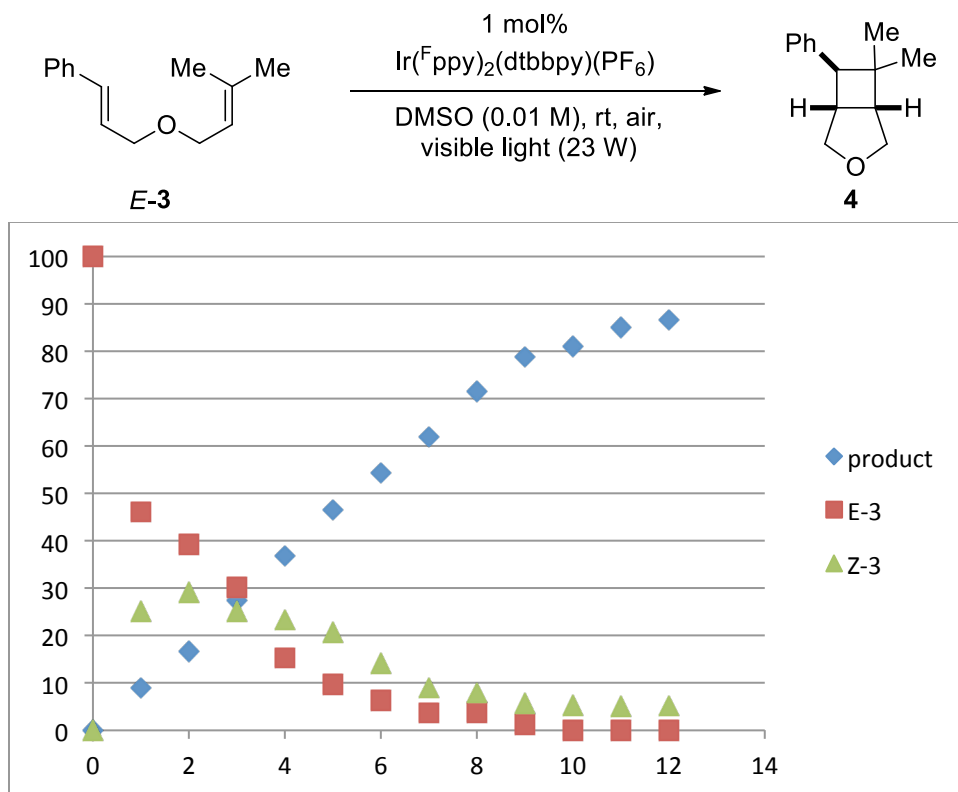 1 mol%
Ir(ᶠppy)₂(dtbbpy)(PF₆)
DMSO (0.01 M), rt, air,
visible light (23 W)
Ph
Me
Me
O
E-3
Ph
Me
Me
H
H
O
4
100
90
80
70
60
50
40
30
20
10
0
0 2 4 6 8 10 12 14
product
E-3
Z-3